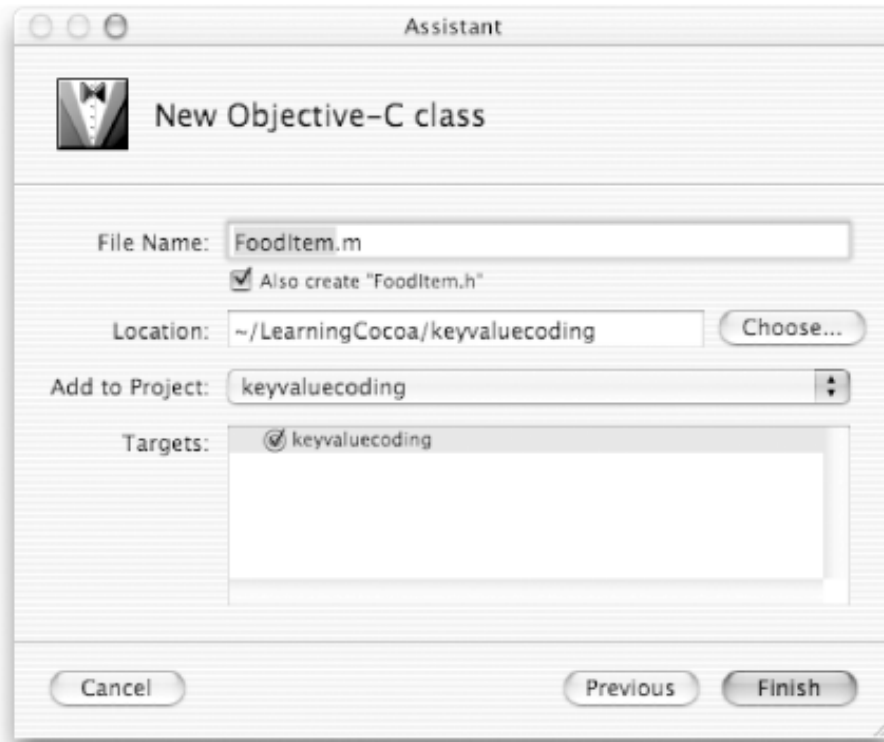 Assistant
New Objective-C class
File Name: FoodItem.m
Also create "FoodItem.h"
Location: ~/LearningCocoa/keyvaluecoding Choose...
Add to Project: keyvaluecoding
Targets: keyvaluecoding
Cancel Previous Finish